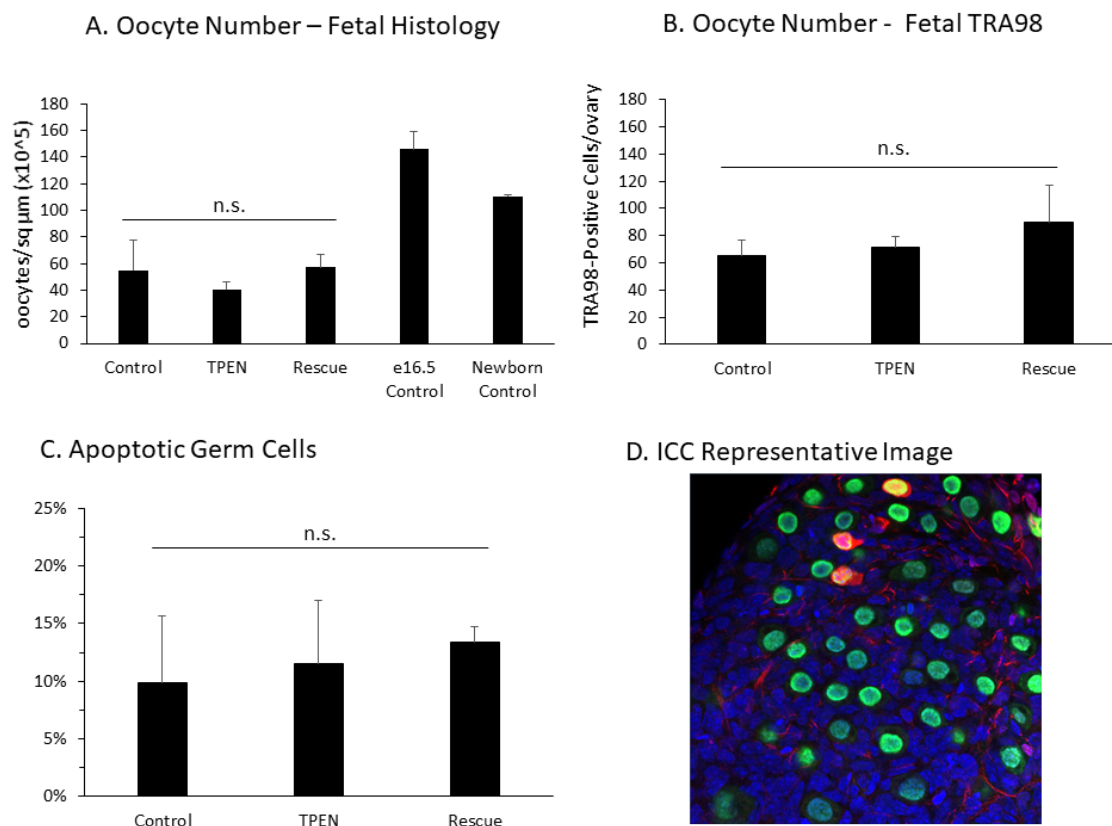 A. Oocyte Number – Fetal Histology
oocytes/sq µm (x10^5)
180
160
140
120
100
80
60
40
20
0
n.s.
Control
TPEN
Rescue
e16.5
Control
Newborn
Control
B. Oocyte Number -  Fetal TRA98
TRA98-Positive Cells/ovary
180
160
140
120
100
80
60
40
20
0
n.s.
Control
TPEN
Rescue
C. Apoptotic Germ Cells
25%
20%
15%
10%
5%
0%
n.s.
Control
TPEN
Rescue
D. ICC Representative Image